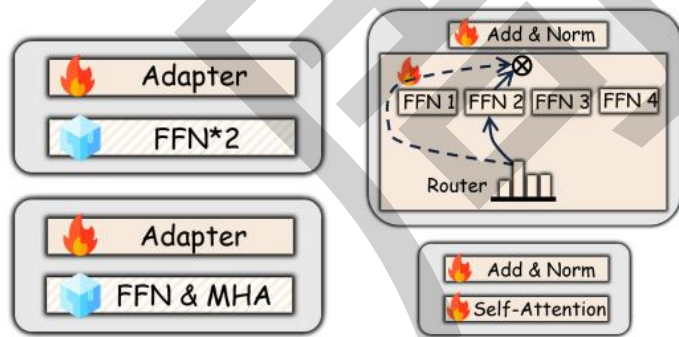 Adapter
FFN*2
Adapter
FFN & MHA
Add & Norm
FFN 1 FFN 2 FFN 3 FFN 4
Router
Add & Norm
Self-Attention